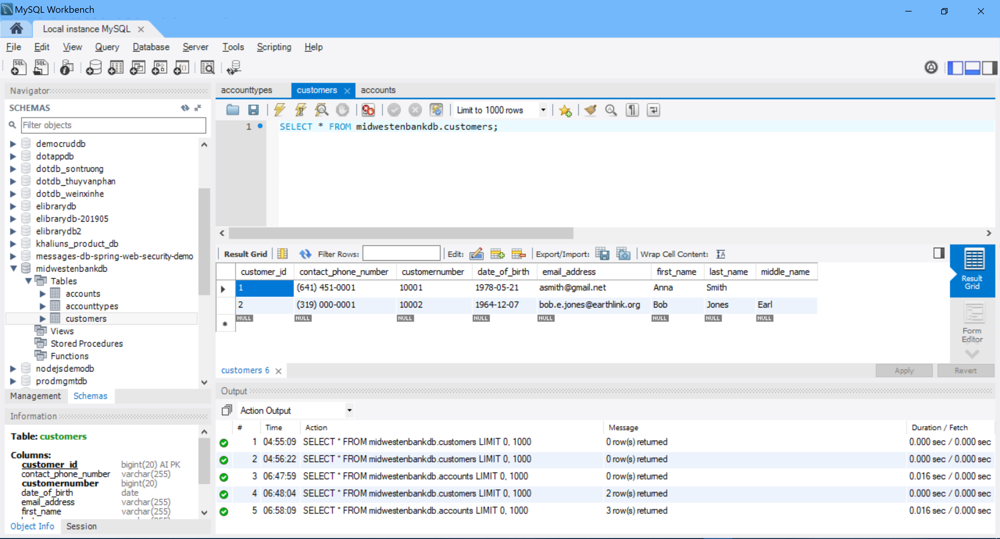 MySQL Workbench
Local instance MySQL
File Edit View Query Database Server Tools Scripting Help
Navigator
SCHEMAS
Filter objects
democruddb
dotappdb
dotdb_sontruong
dotdb_thuyvanphan
dotdb_weinxinhe
elibrarydb
elibrarydb-201905
elibrarydb2
khaliuns_product_db
messages-db-spring-web-security-demo
midwestenbankdb
Tables
accounts
accounttypes
customers
Views
Stored Procedures
Functions
nodejsdemodb
prodmgmtdb
Management Schemas
Information
Table: customers
Columns:
customer_id bigint(20) AI PK
contact_phone_number varchar(255)
customernumber bigint(20)
date_of_birth date
email_address varchar(255)
first_name varchar(255)
Object Info Session
accounttypes customers accounts
Limit to 1000 rows
1 SELECT * FROM midwestenbankdb.customers;
Result Grid Filter Rows: Edit: Export/Import: Wrap Cell Content:
customer_id contact_phone_number customernumber date_of_birth email_address first_name last_name middle_name
1 (641) 451-0001 10001 1978-05-21 asmith@gmail.net Anna Smith
2 (319) 000-0001 10002 1964-12-07 bob.e.jones@earthlink.org Bob Jones Earl
NULL NULL NULL NULL NULL NULL NULL NULL
Result
Grid
Form
Editor
customers 6
Apply Revert
Output
Action Output
# Time Action Message Duration / Fetch
1 04:55:09 SELECT * FROM midwestenbankdb.customers LIMIT 0, 1000 0 row(s) returned 0.000 sec / 0.000 sec
2 04:56:22 SELECT * FROM midwestenbankdb.customers LIMIT 0, 1000 0 row(s) returned 0.000 sec / 0.000 sec
3 06:47:59 SELECT * FROM midwestenbankdb.accounts LIMIT 0, 1000 0 row(s) returned 0.016 sec / 0.000 sec
4 06:48:04 SELECT * FROM midwestenbankdb.customers LIMIT 0, 1000 2 row(s) returned 0.000 sec / 0.000 sec
5 06:58:09 SELECT * FROM midwestenbankdb.accounts LIMIT 0, 1000 3 row(s) returned 0.016 sec / 0.000 sec